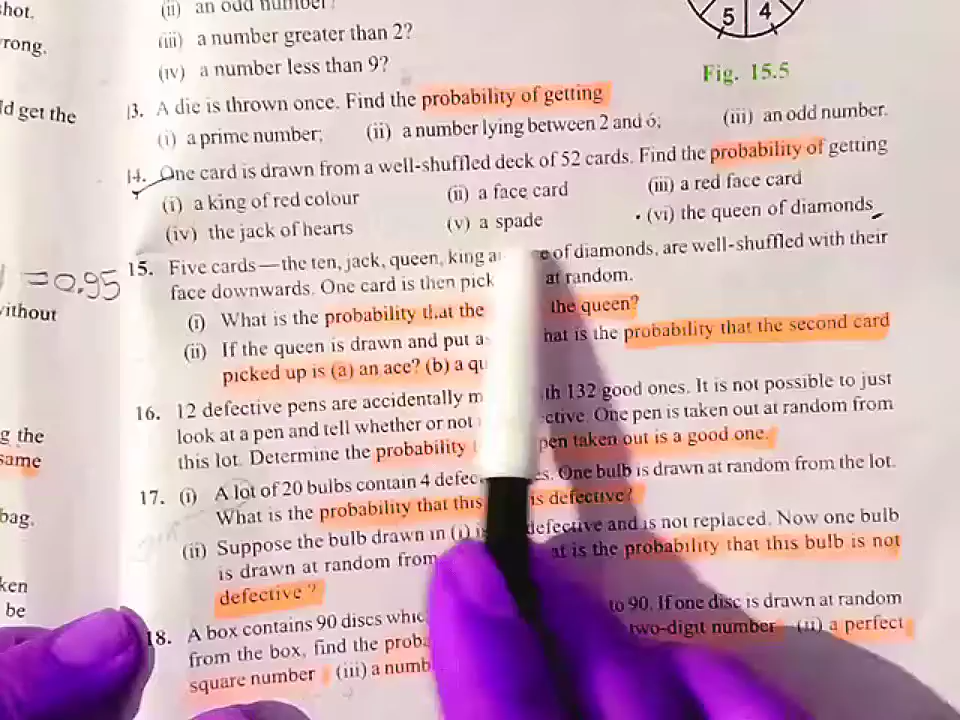 hot.
rong.
ld get the
=0.95
ithout
g the
same
bag.
ken
be
(ii) an odd number?
(iii) a number greater than 2?
(iv) a number less than 9?
5 4
Fig. 15.5
13. A die is thrown once. Find the probability of getting
(i) a prime number; (ii) a number lying between 2 and 6; (iii) an odd number.
14. One card is drawn from a well-shuffled deck of 52 cards. Find the probability of getting
(i) a king of red colour (ii) a face card (iii) a red face card
(iv) the jack of hearts (v) a spade (vi) the queen of diamonds
15. Five cards—the ten, jack, queen, king of diamonds, are well-shuffled with their
face downwards. One card is then at random.
(i) What is the probability that the the queen?
(ii) If the queen is drawn and put is the probability that the second card
picked up is (a) an ace? (b) a
16. 12 defective pens are accidentally 132 good ones. It is not possible to just
look at a pen and tell whether or not One pen is taken out at random from
this lot. Determine the probability pen taken out is a good one.
17. (i) A lot of 20 bulbs contain 4 One bulb is drawn at random from the lot.
What is the probability that this is defective?
(ii) Suppose the bulb drawn in (i) defective and is not replaced. Now one bulb
is drawn at random from is the probability that this bulb is not
defective ?
18. A box contains 90 discs to 90. If one disc is drawn at random
from the box, find the two-digit number (ii) a perfect
square number (iii) a